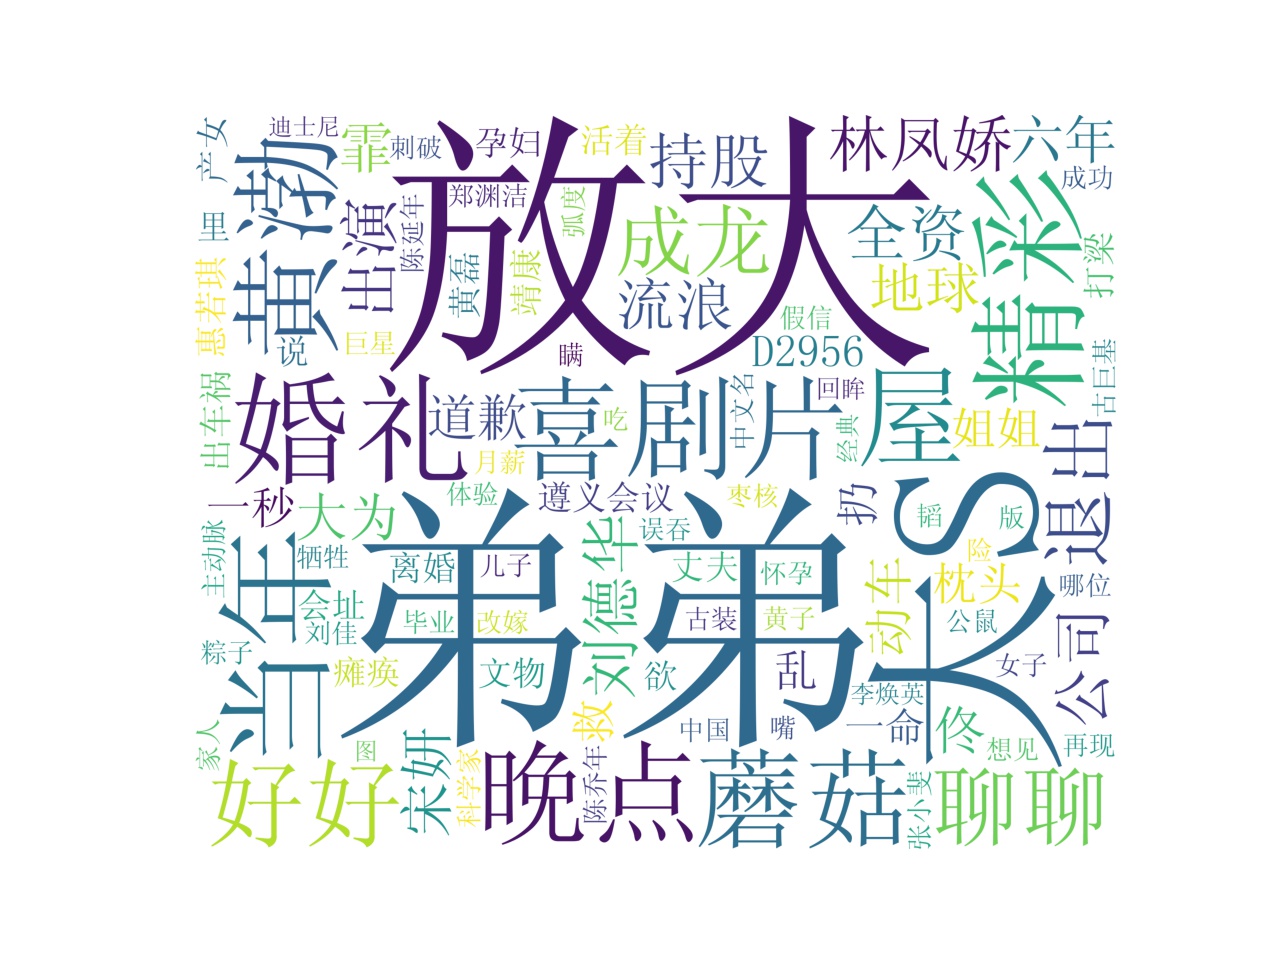 放大
弟弟
喜剧片
婚礼
黄渤
精彩
当年
晚点
蘑菇
好好
聊聊
屋
大S
成龙
流浪
持股
林凤娇
六年
全资
地球
D2956
出演
霏
退出
公司
刘德华
宋妍
大为
道歉
姐姐
动车
枕头
一秒
遵义会议
扔
离婚
儿子
丈夫
怀孕
古装
黄子
毕业
改嫁
文物
欲
乱
救
一命
佟
李焕英
公鼠
女子
哪位
险
韬
版
想见
再现
张小斐
中国
嘴
陈乔年
科学家
图
家人
粽子
瘫痪
刘佳
会址
牺牲
主动脉
体验
误吞
枣核
月薪
吃
中文名
回眸
经典
古巨基
打梁
成功
假信
瞒
弧度
靖康
黄磊
陈延年
郑渊洁
孕妇
活着
刺破
迪士尼
产女
里
惠若琪
说
巨星
出车祸